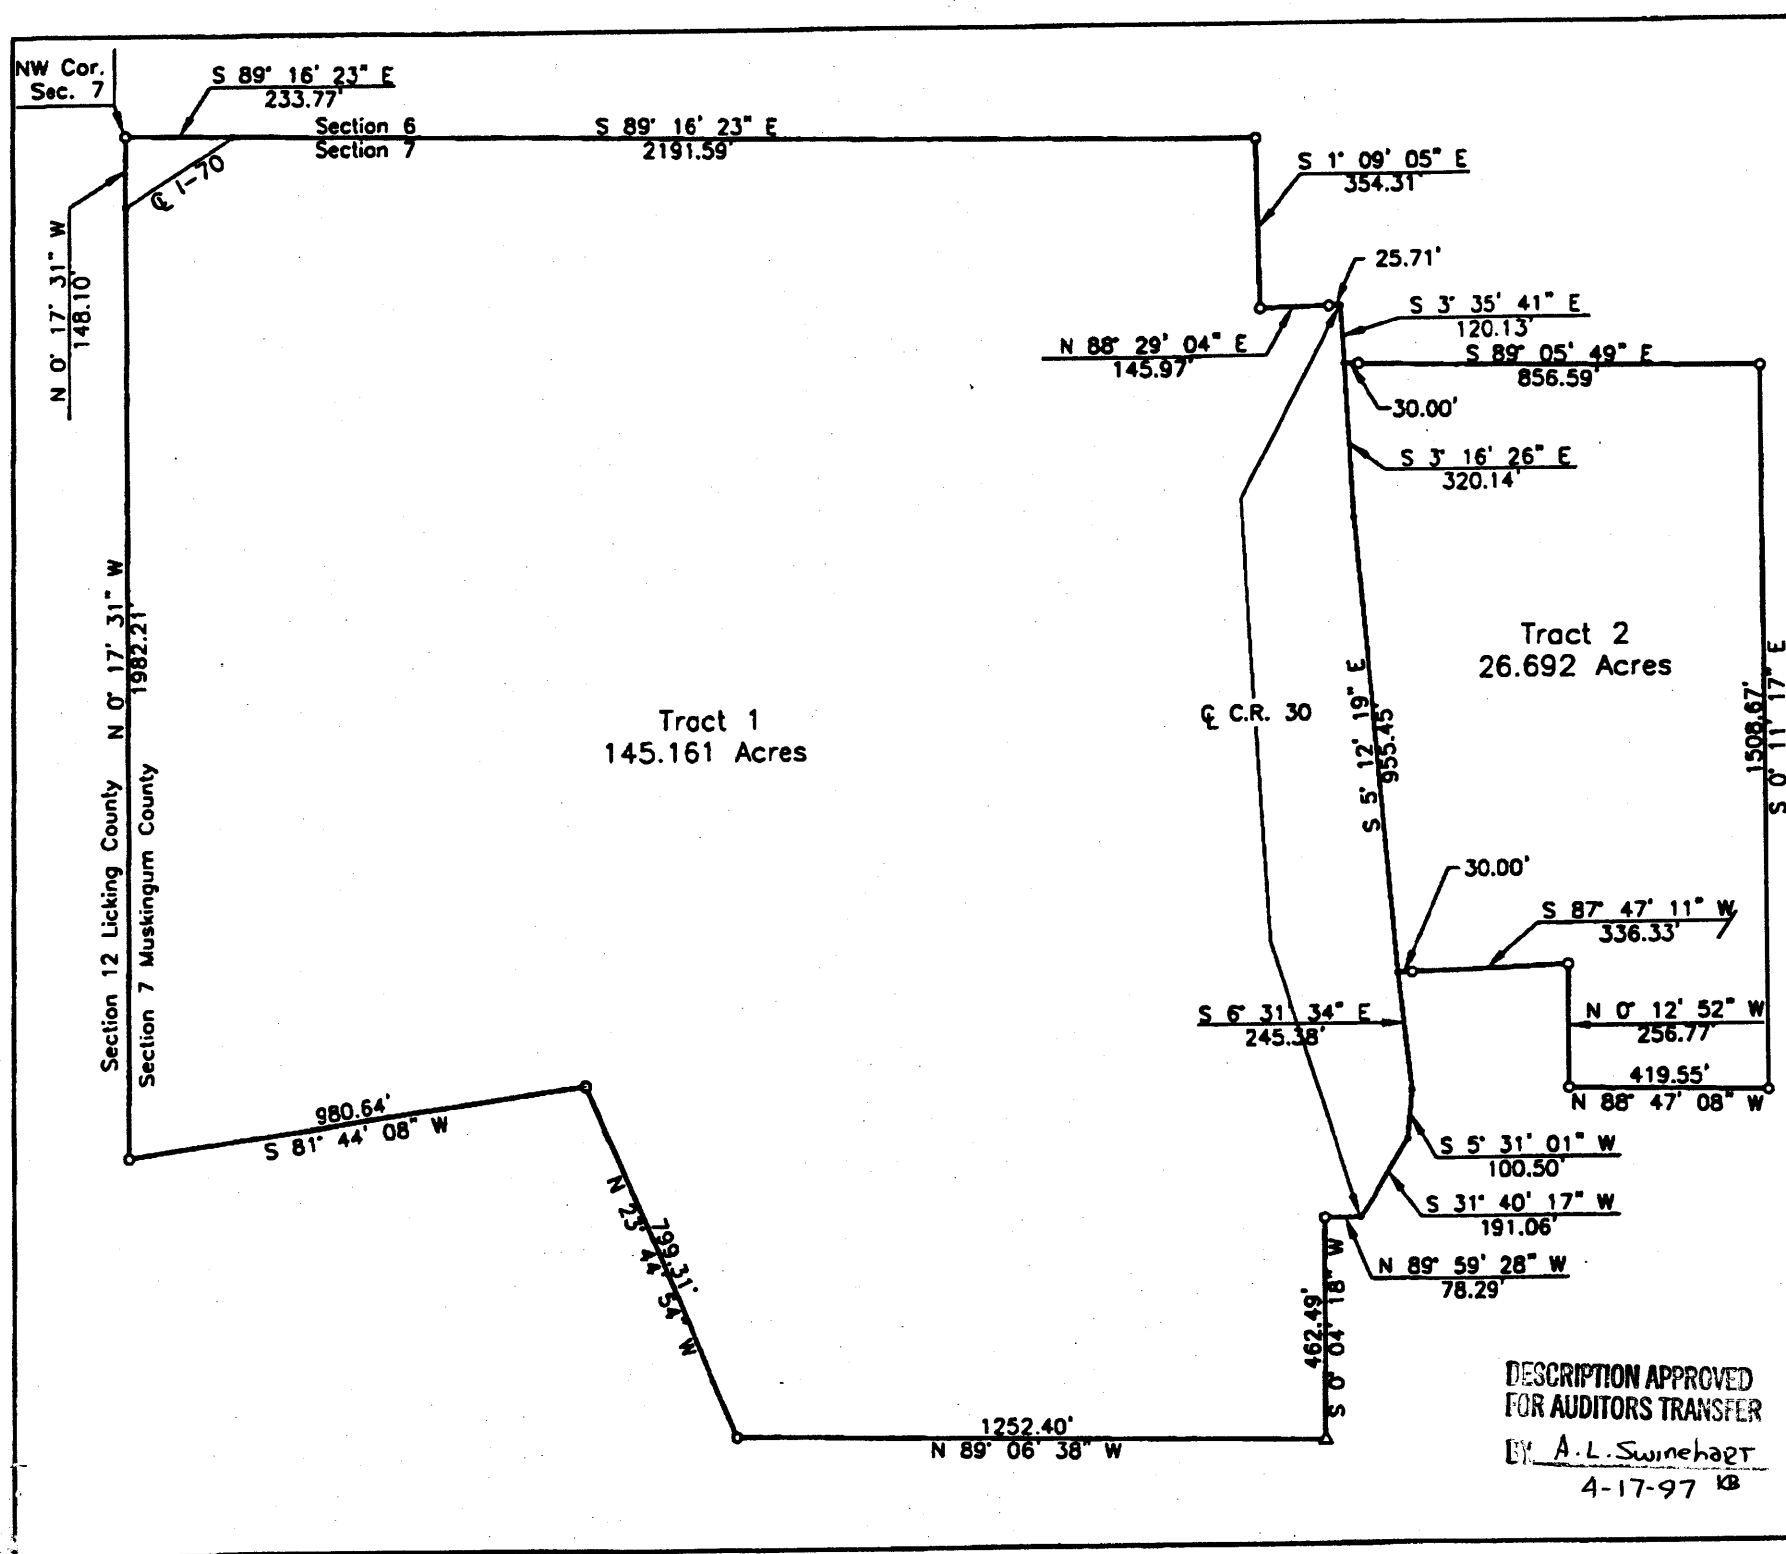 NW Cor.
Sec. 7
S 89° 16' 23" E
233.77'
Section 6
Section 7
S 89° 16' 23" E
2191.59'
℄ I-70
S 1° 09' 05" E
354.31'
25.71'
N 0° 17' 31" W
148.10'
S 3° 35' 41" E
120.13'
N 88° 29' 04" E
145.97'
S 89° 05' 49" E
856.59'
30.00'
S 3° 16' 26" E
320.14'
N 0° 17' 31" W
1982.21'
Section 12 Licking County
Section 7 Muskingum County
Tract 1
145.161 Acres
℄ C.R. 30
S 5° 12' 19" E
955.45'
Tract 2
26.692 Acres
1508.67'
S 0° 11' 17" E
30.00'
S 87° 47' 11" W
336.33'
S 6° 31' 34" E
245.38'
N 0° 12' 52" W
256.77'
419.55'
N 88° 47' 08" W
980.64'
S 81° 44' 08" W
S 5° 31' 01" W
100.50'
S 31° 40' 17" W
191.06'
N 89° 59' 28" W
78.29'
799.31'
N 23° 44' 54" W
462.49'
S 0° 04' 18" W
1252.40'
N 89° 06' 38" W
DESCRIPTION APPROVED
FOR AUDITORS TRANSFER
BY A.L. Swinehart
4-17-97 KB